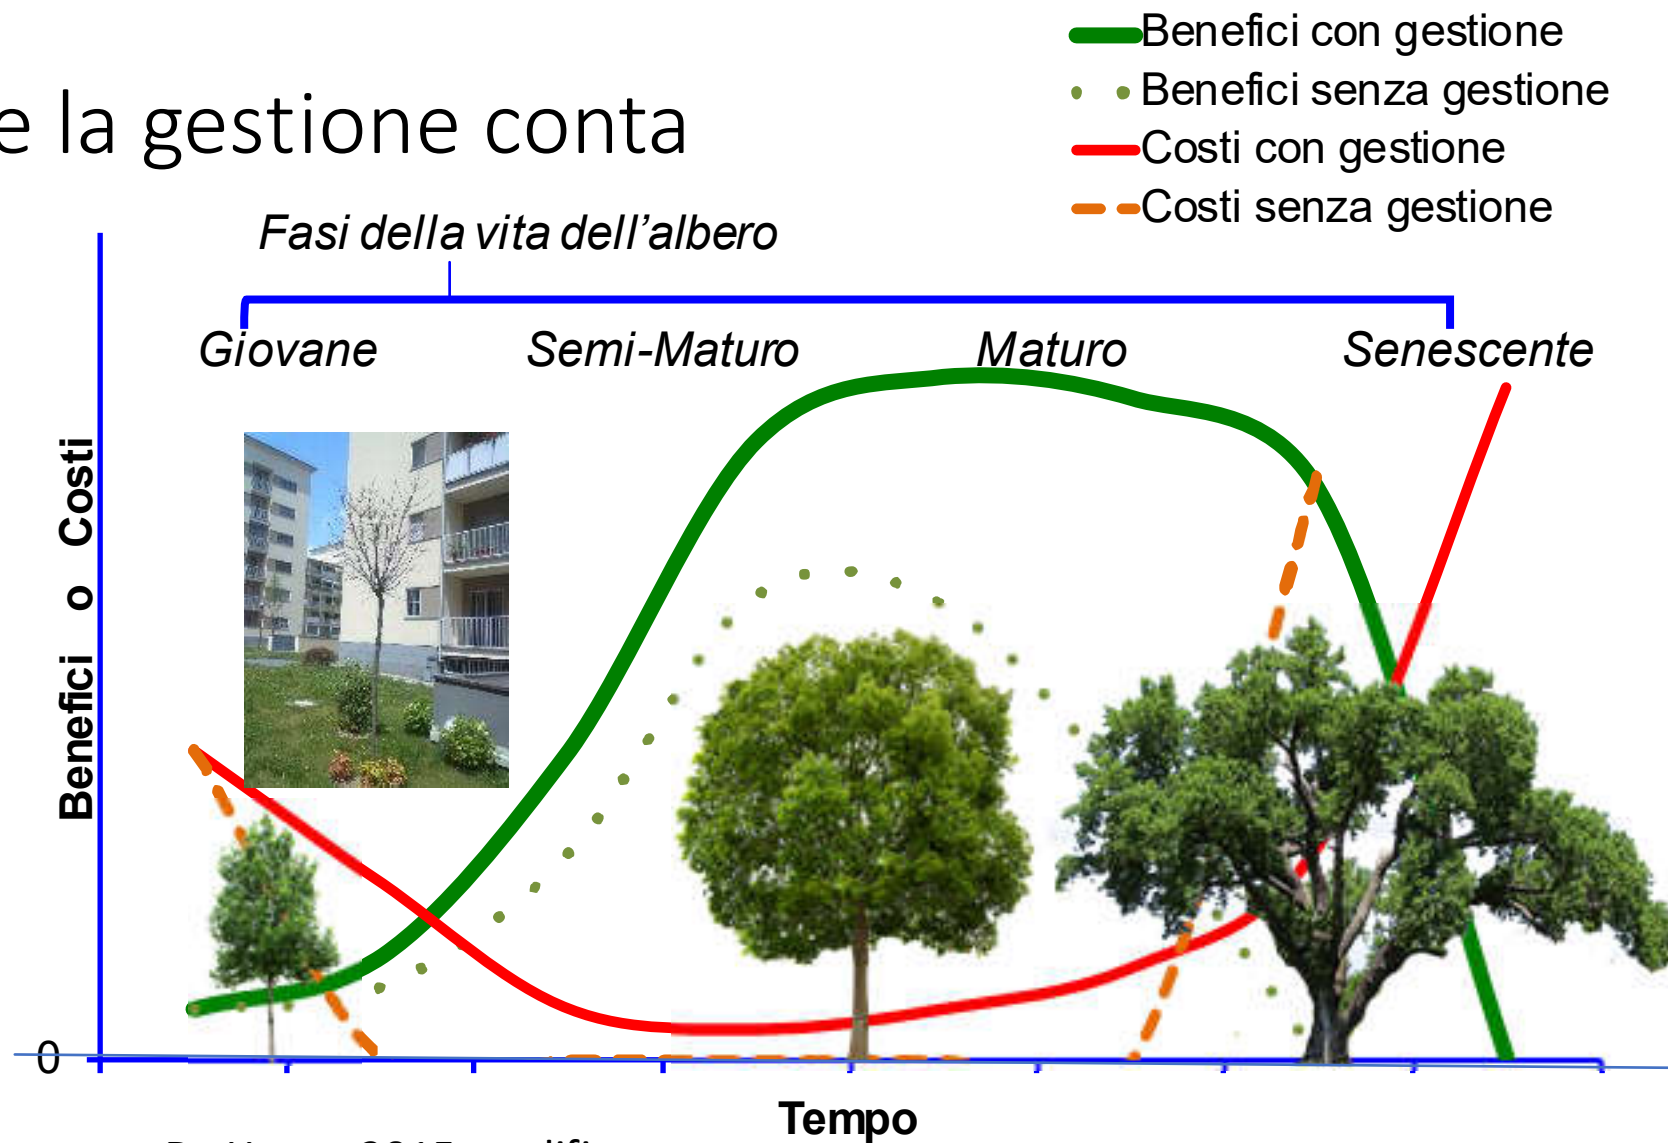 Benefici con gestione
Benefici senza gestione
e la gestione conta
Costi con gestione
Costi senza gestione
Fasi della vita dell’albero
Giovane Semi-Maturo Maturo Senescente
Benefici o Costi
0
Tempo